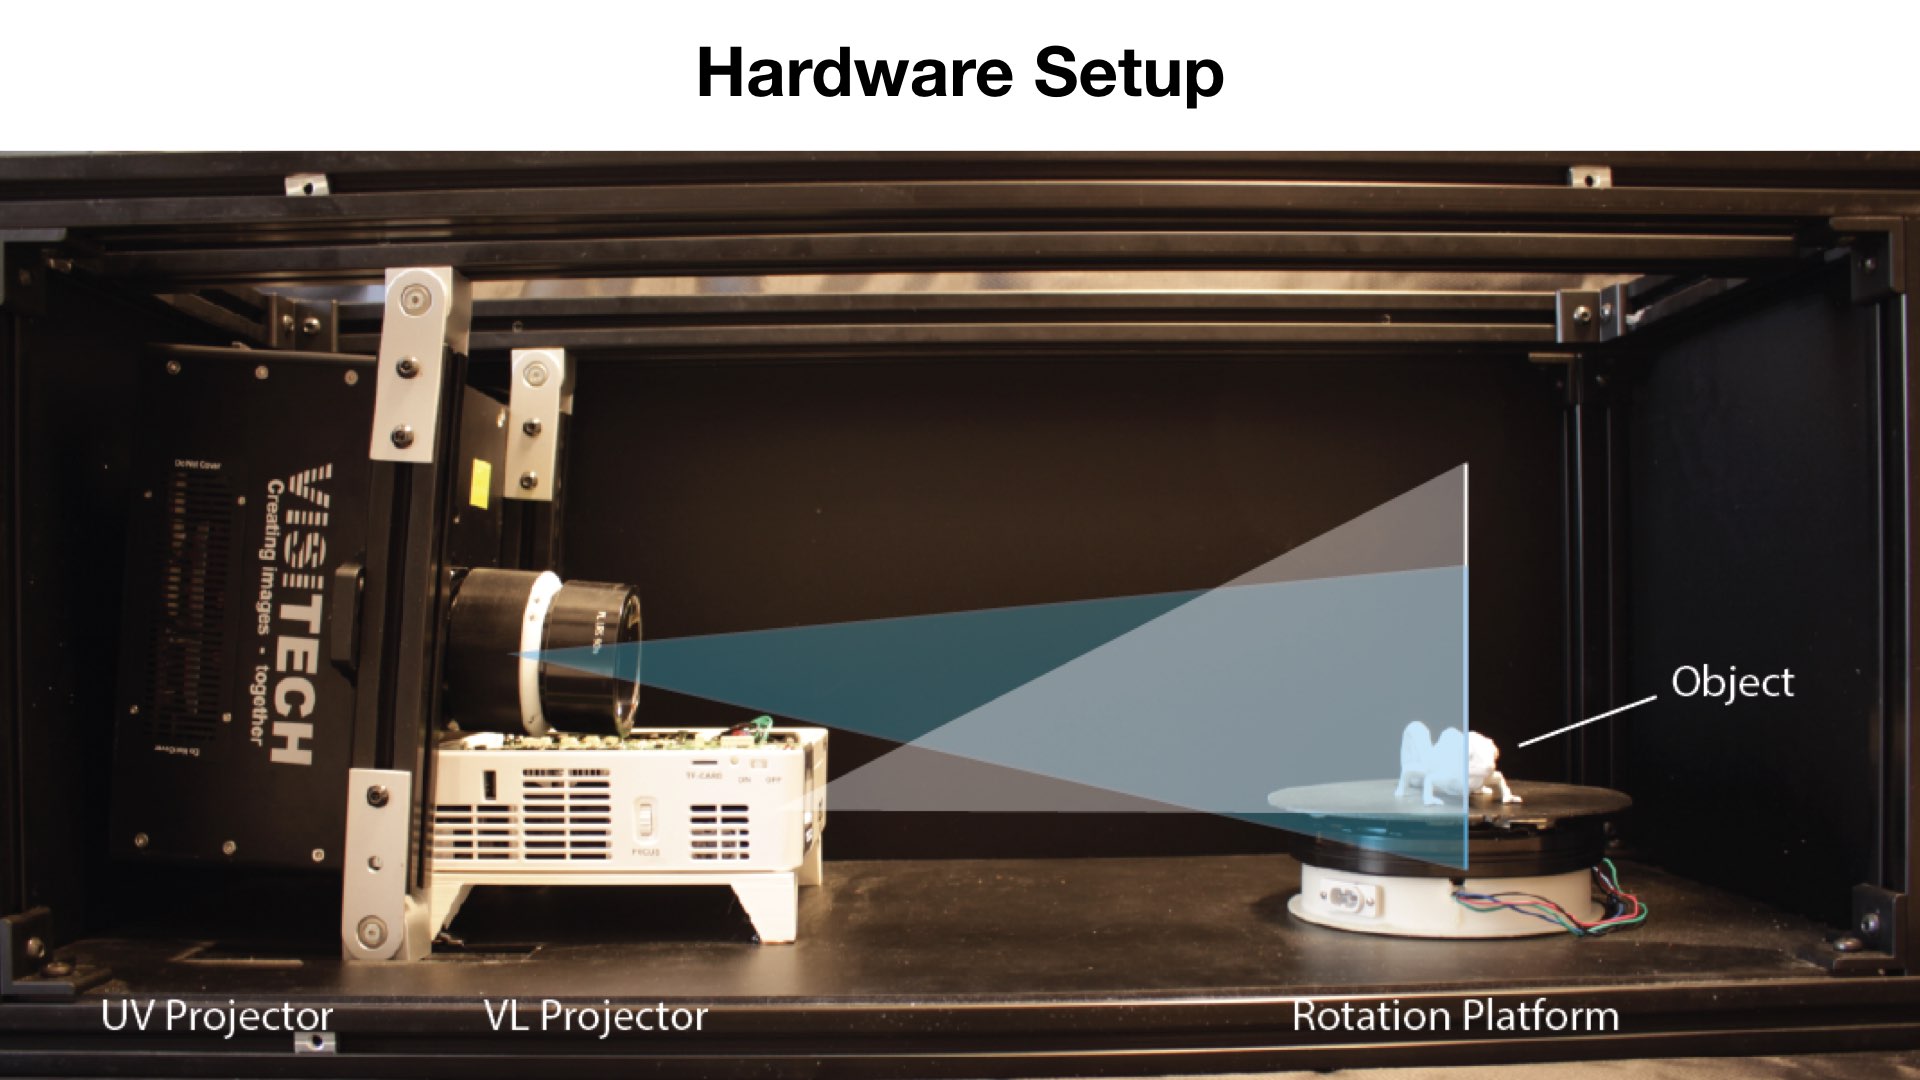 Hardware Setup
Do Not Cover
VISITECH
Creating images - together
Do Not Cover
TF-CARD
ON
OFF
FOCUS
Object
UV Projector
VL Projector
Rotation Platform